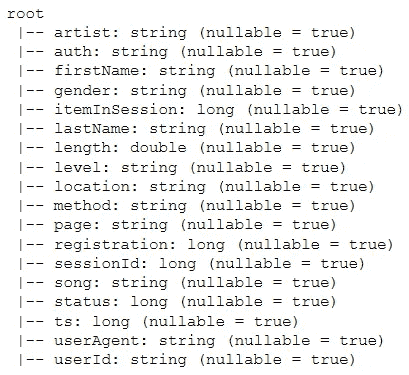 root
|-- artist: string (nullable = true)
|-- auth: string (nullable = true)
|-- firstName: string (nullable = true)
|-- gender: string (nullable = true)
|-- itemInSession: long (nullable = true)
|-- lastName: string (nullable = true)
|-- length: double (nullable = true)
|-- level: string (nullable = true)
|-- location: string (nullable = true)
|-- method: string (nullable = true)
|-- page: string (nullable = true)
|-- registration: long (nullable = true)
|-- sessionId: long (nullable = true)
|-- song: string (nullable = true)
|-- status: long (nullable = true)
|-- ts: long (nullable = true)
|-- userAgent: string (nullable = true)
|-- userId: string (nullable = true)